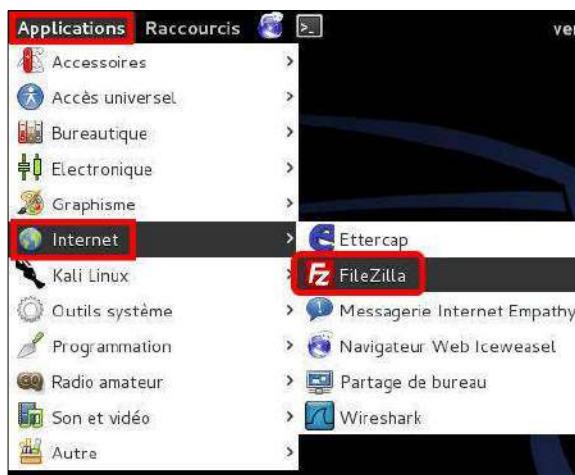 Applications Raccourcis ver
Accessoires
Accès universel
Bureautique
Electronique
Graphisme
Internet
Kali Linux
Outils système
Programmation
Radio amateur
Son et vidéo
Autre
Ettercap
FileZilla
Messagerie Internet Empathy
Navigateur Web Iceweasel
Partage de bureau
Wireshark